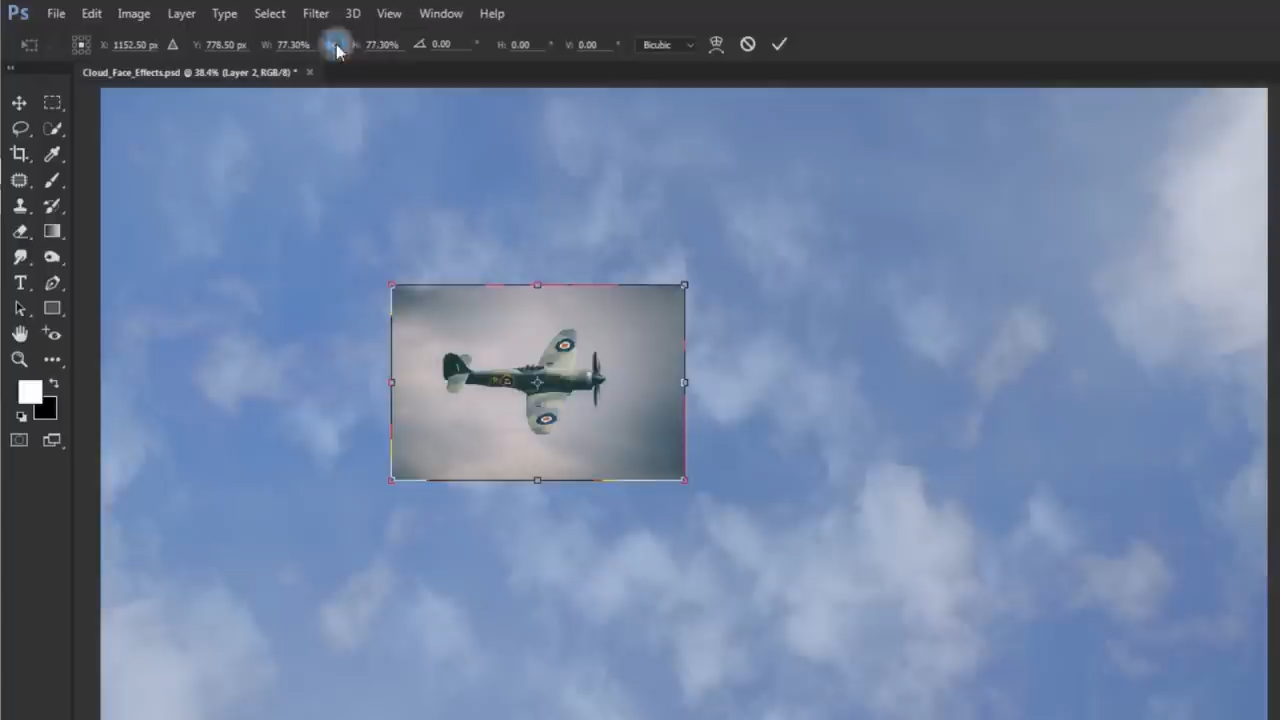 Ps File Edit Image Layer Type Select Filter 3D View Window Help
X: 1152.50 px Y: 778.50 px W: 77.30% H: 77.30% 0.00 ° H: 0.00 ° V: 0.00 ° Bicubic
Cloud_Face_Effects.psd @ 38.4% (Layer 2, RGB/8) * ×